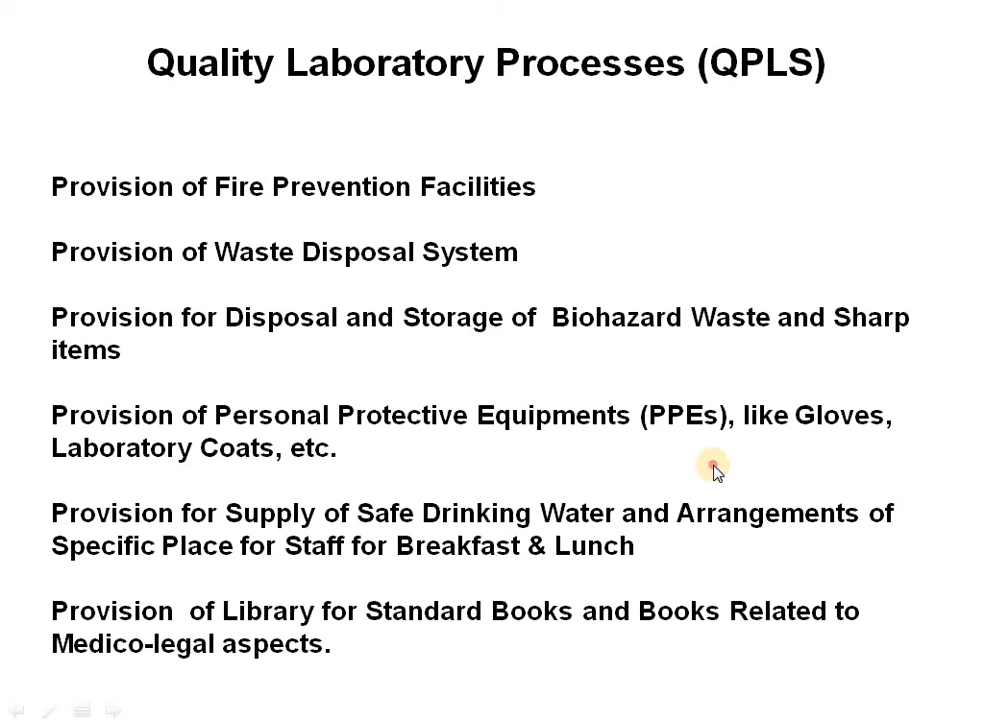 Quality Laboratory Processes (QPLS)
Provision of Fire Prevention Facilities
Provision of Waste Disposal System
Provision for Disposal and Storage of  Biohazard Waste and Sharp
items
Provision of Personal Protective Equipments (PPEs), like Gloves,
Laboratory Coats, etc.
Provision for Supply of Safe Drinking Water and Arrangements of
Specific Place for Staff for Breakfast & Lunch
Provision  of Library for Standard Books and Books Related to
Medico-legal aspects.